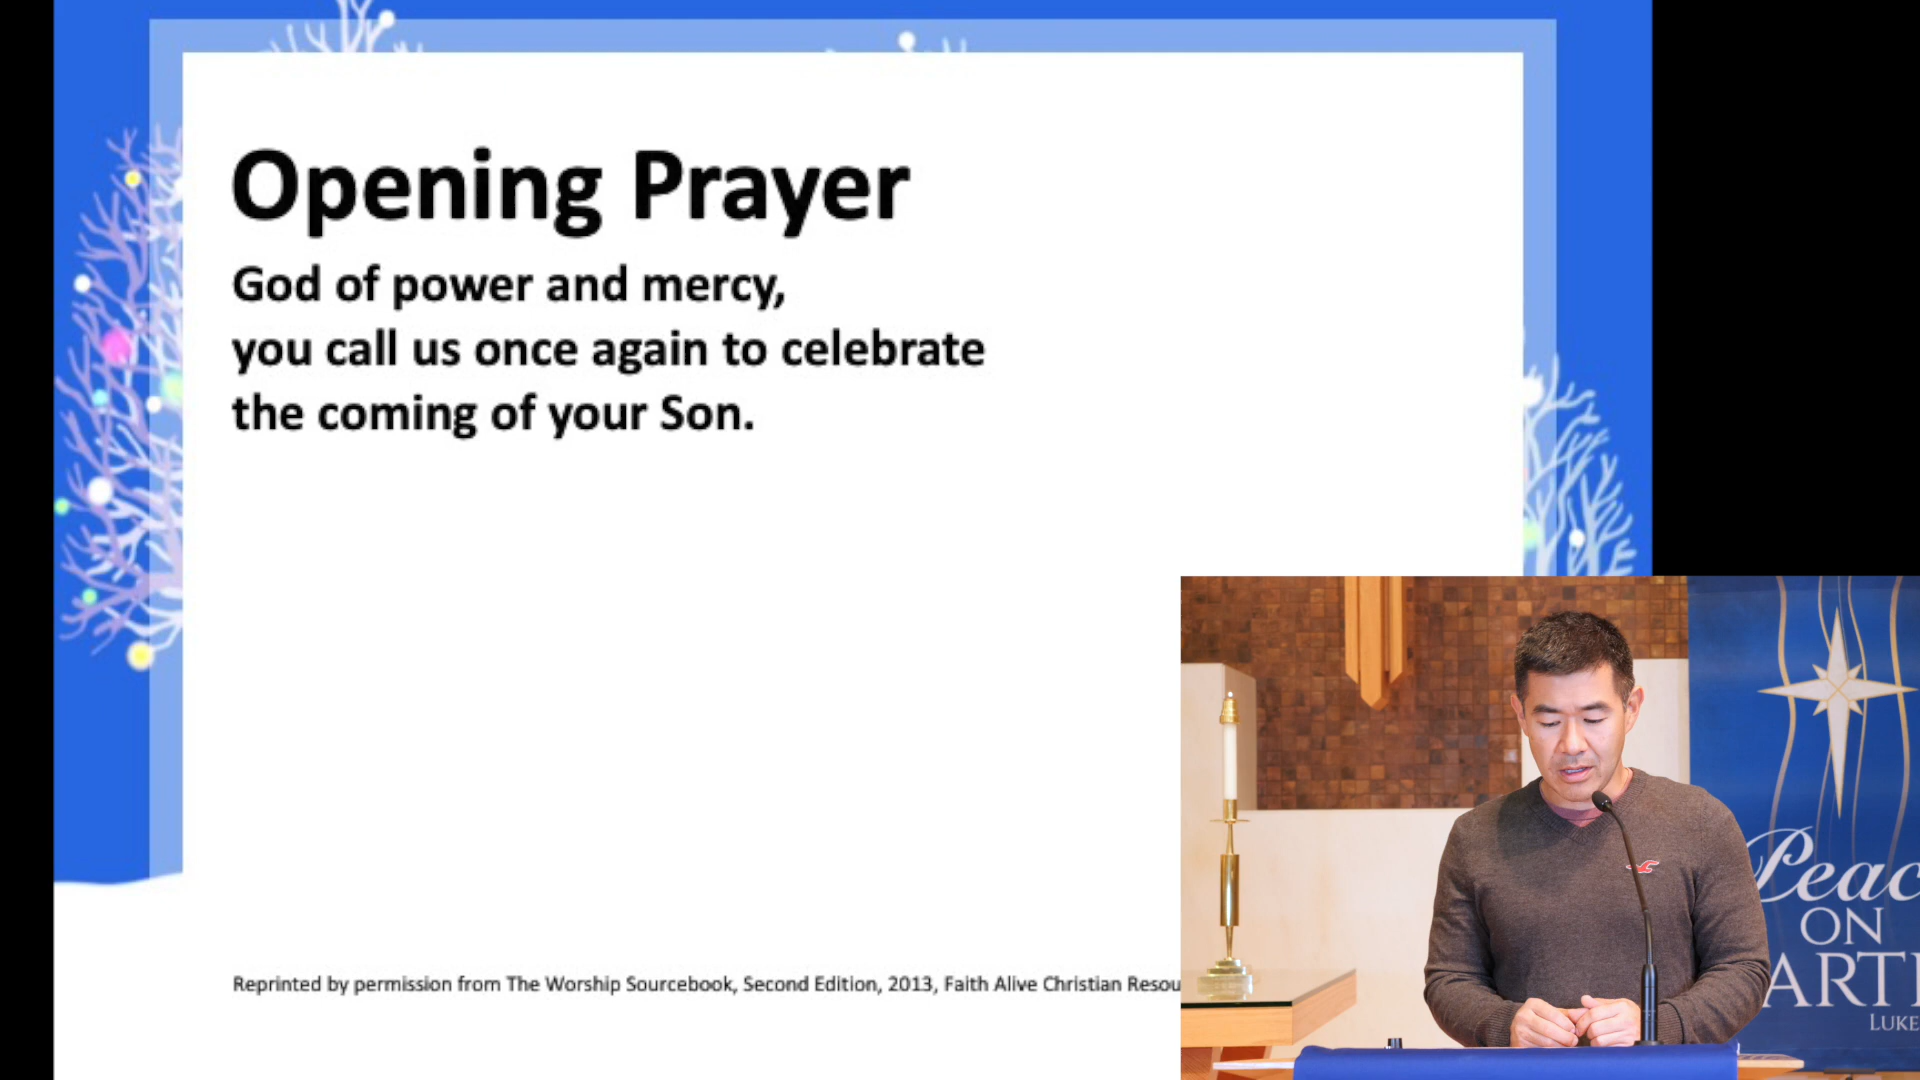 Opening Prayer
God of power and mercy,
you call us once again to celebrate
the coming of your Son.
Reprinted by permission from The Worship Sourcebook, Second Edition, 2013, Faith Alive Christian Resou
Peac
ON
ARTH
LUKE